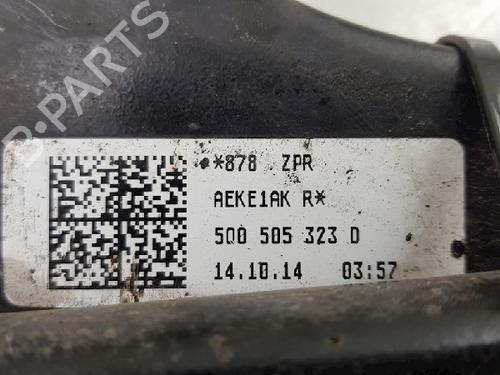 B-PARTS
*878 ZPR
AEKE1AK R*
5Q0 505 323 D
14.10.14 03:57